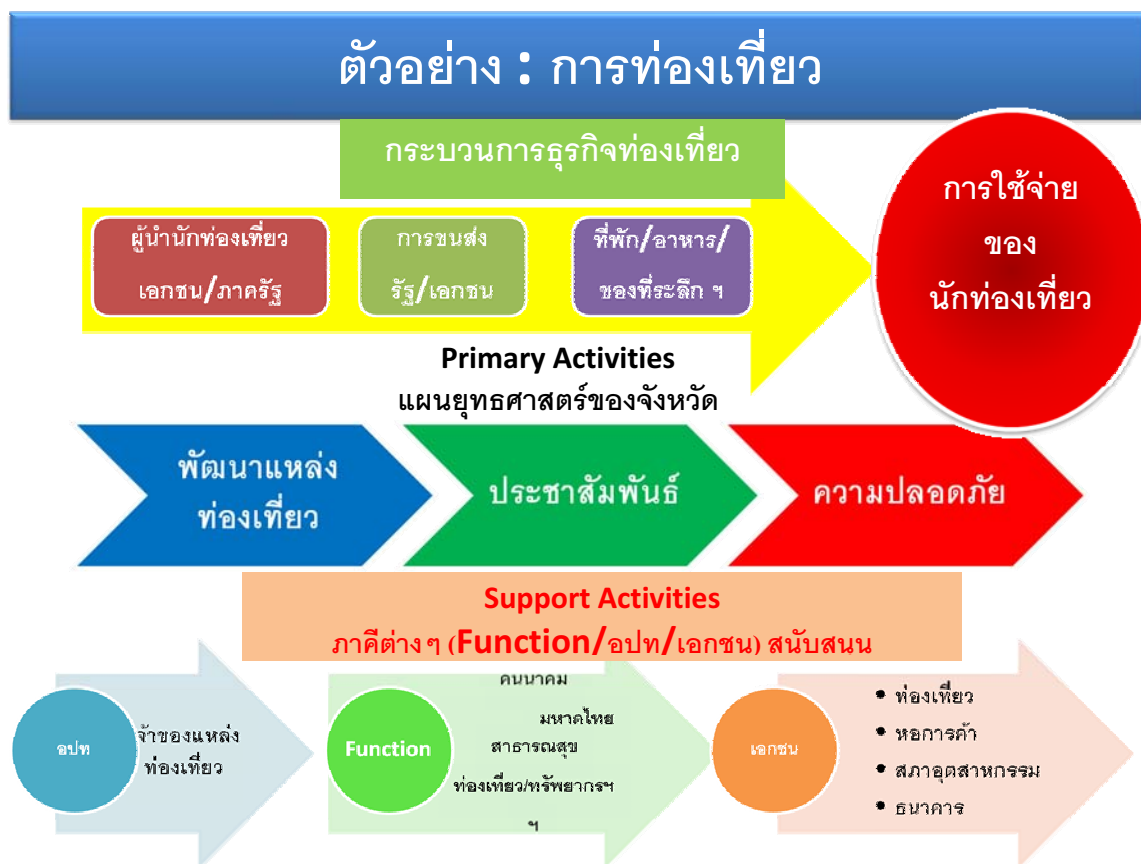 ตัวอย่าง : การท่องเที่ยว
กระบวนการธุรกิจท่องเที่ยว
ผู้นำนักท่องเที่ยว
เอกชน/ภาครัฐ
การขนส่ง
รัฐ/เอกชน
ที่พัก/อาหาร/
ของที่ระลึก ฯ
การใช้จ่าย
ของ
นักท่องเที่ยว
Primary Activities
แผนยุทธศาสตร์ของจังหวัด
พัฒนาแหล่ง
ท่องเที่ยว
ประชาสัมพันธ์
ความปลอดภัย
Support Activities
ภาคีต่างๆ (Function/อปท/เอกชน) สนับสนน
อปท
จ้าของแหล่ง
ท่องเที่ยว
Function
คนนาคม
มหาดไทย
สาธารณสุข
ท่องเที่ยว/ทรัพยากรฯ
ฯ
เอกชน
• ท่องเที่ยว
• หอการค้า
• สภาอุตสาหกรรม
• ธนาคาร